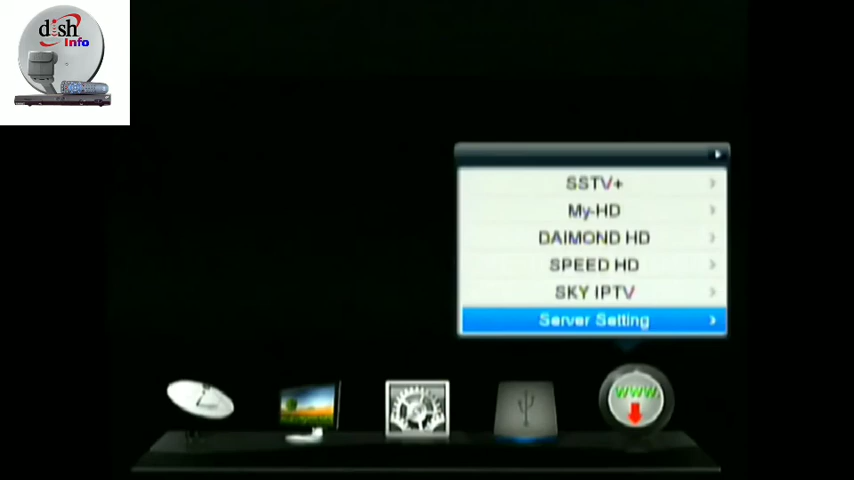 dish
Info
SSTV+
My-HD
DAIMOND HD
SPEED HD
SKY IPTV
Server Setting
WWW